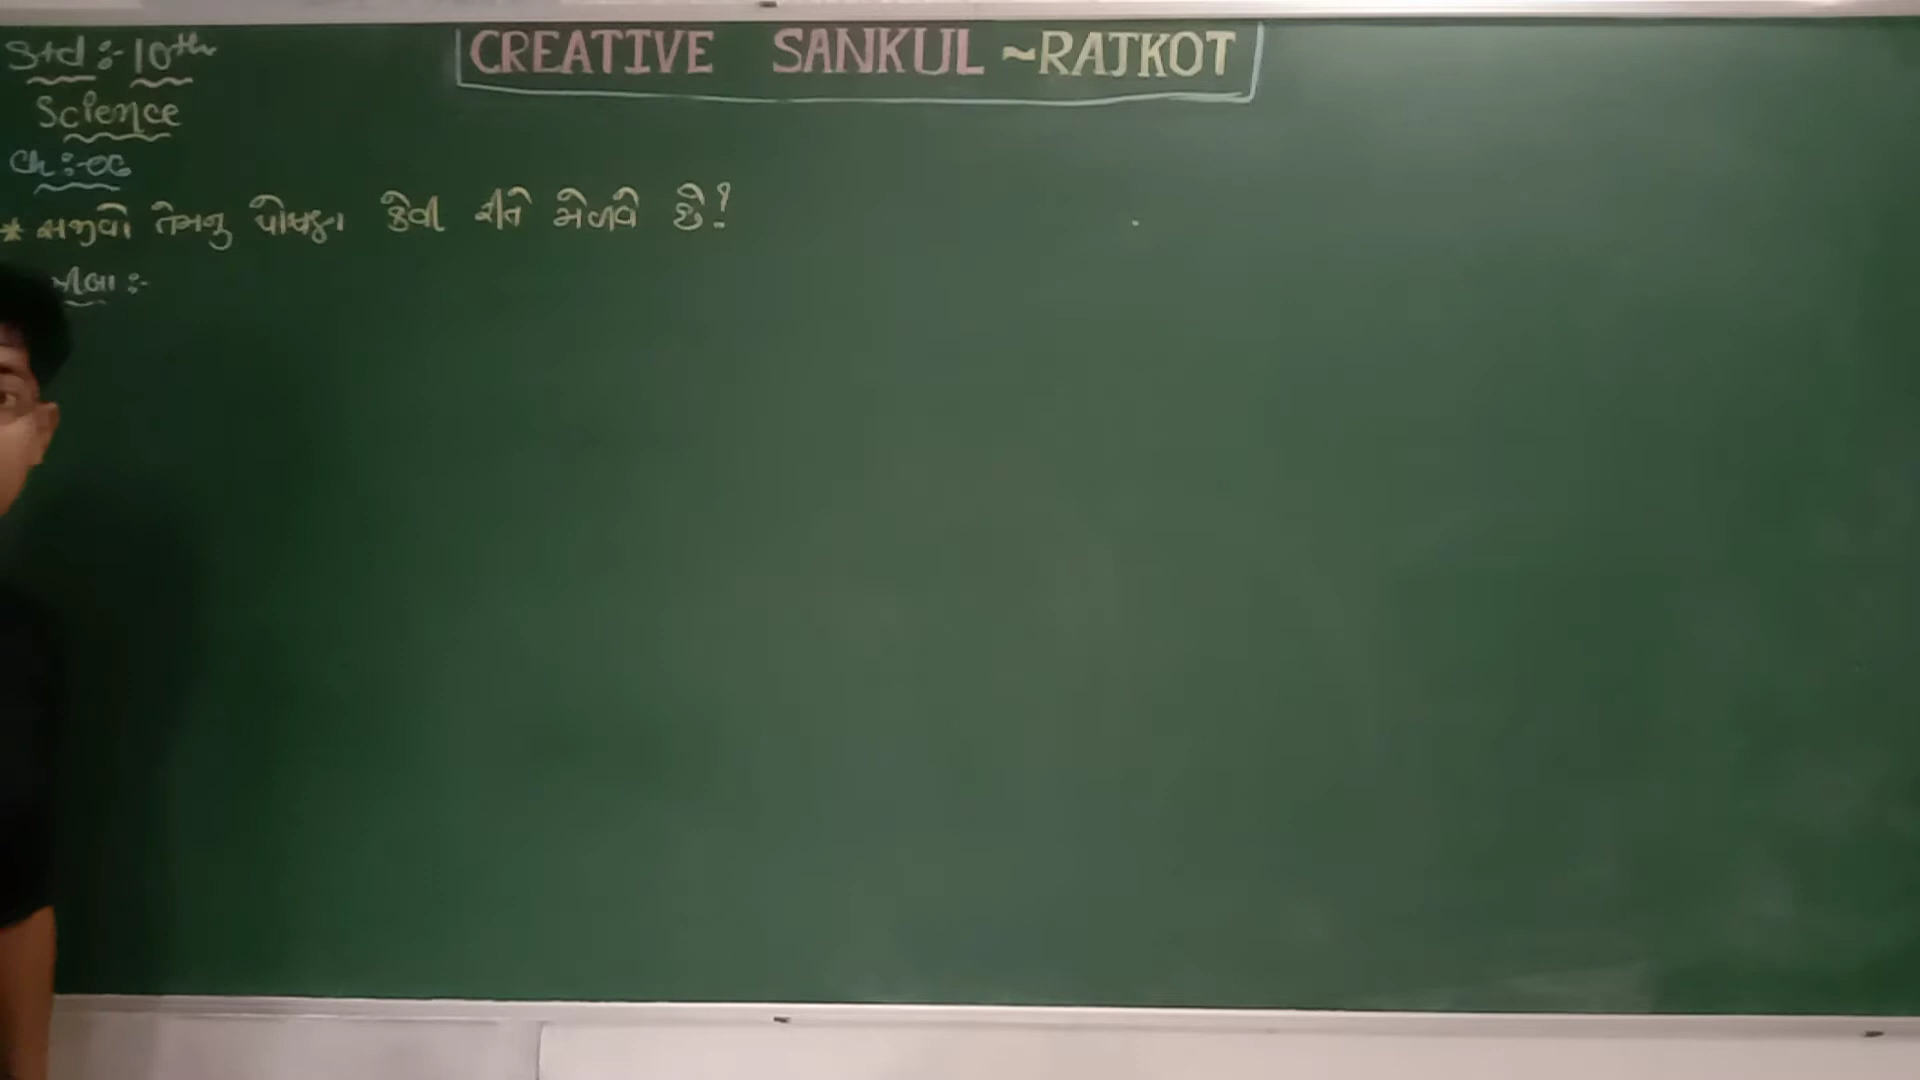 CREATIVE SANKUL ~RAJKOT
Std :- 10th
Science
Ch :- 06
* સજીવો તેમનુ પોષણ કેવી રીતે મેળવે છે?